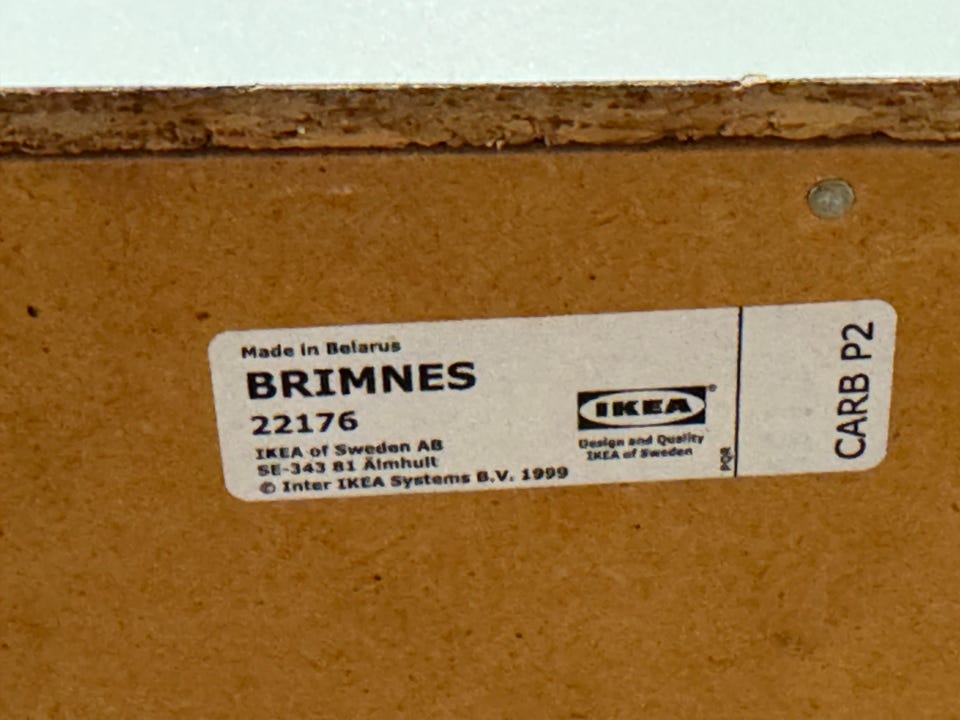 Made in Belarus
BRIMNES
22176
IKEA of Sweden AB
SE-343 81 Älmhult
© Inter IKEA Systems B.V. 1999
IKEA®
Design and Quality
IKEA of Sweden
PQR
CARB P2